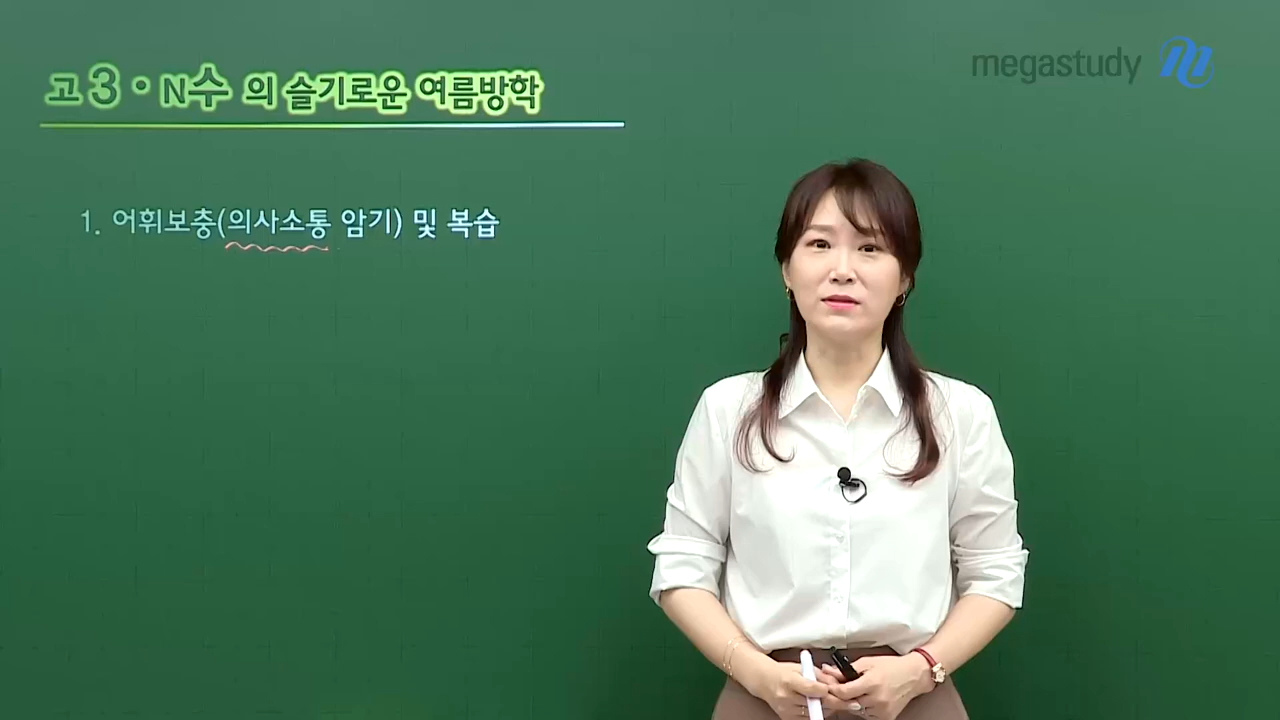 megastudy
고3・N수 의 슬기로운 여름방학
1. 어휘보충(의사소통 암기) 및 복습